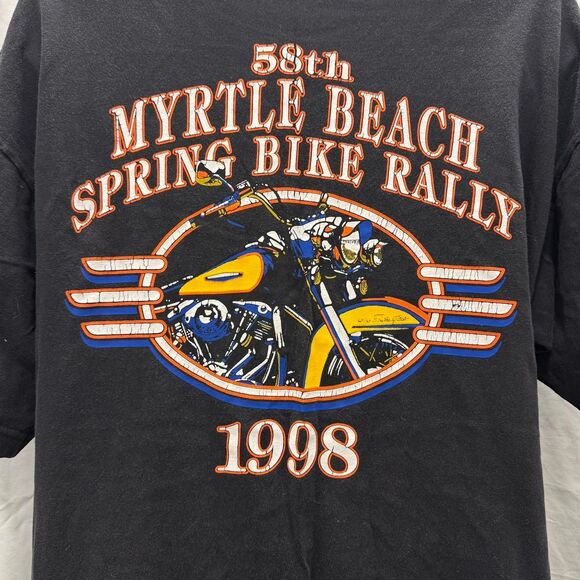 58th
MYRTLE BEACH
SPRING BIKE RALLY
1998